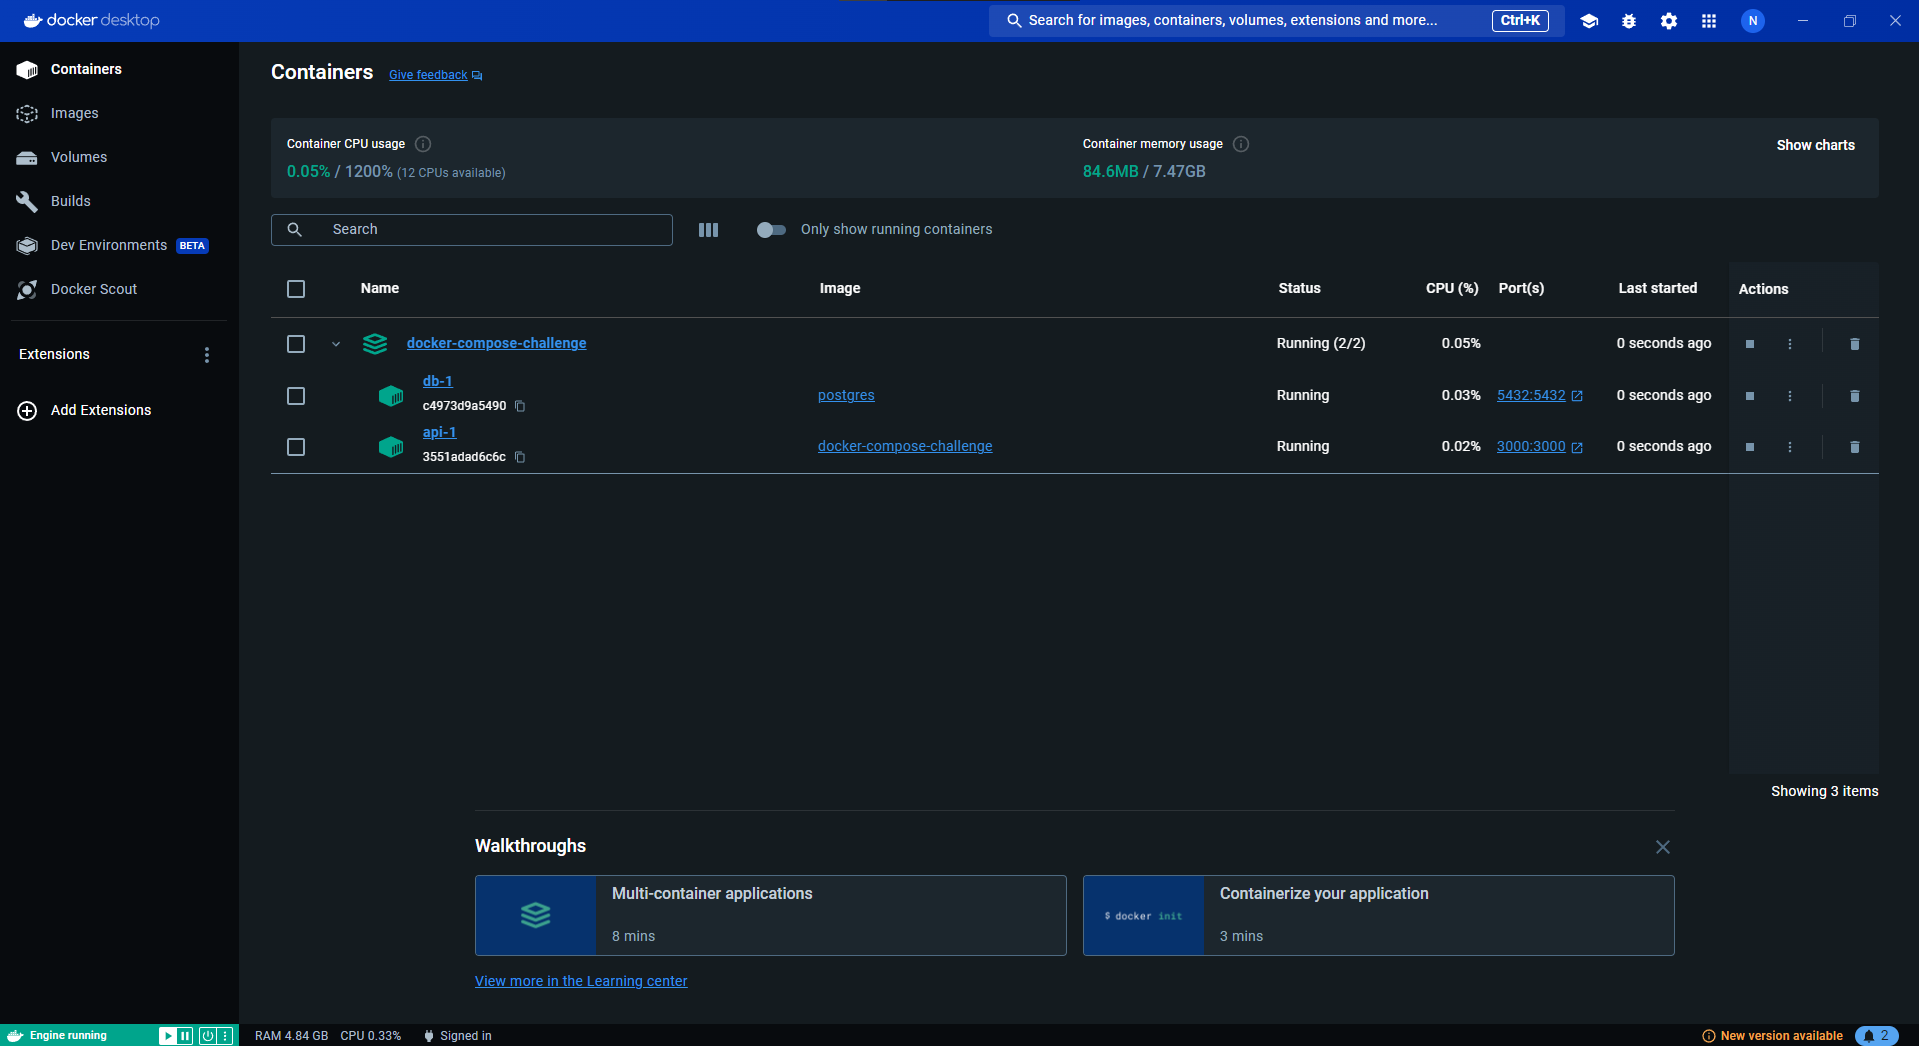 docker desktop
Search for images, containers, volumes, extensions and more...
Ctrl+K
N
Containers
Images
Volumes
Builds
Dev Environments BETA
Docker Scout
Extensions
Add Extensions
Containers
Give feedback
Container CPU usage
0.05% / 1200% (12 CPUs available)
Container memory usage
84.6MB / 7.47GB
Show charts
Search
Only show running containers
Name Image Status CPU (%) Port(s) Last started Actions
docker-compose-challenge Running (2/2) 0.05% 0 seconds ago
db-1
c4973d9a5490
postgres Running 0.03% 5432:5432 0 seconds ago
api-1
3551adad6c6c
docker-compose-challenge Running 0.02% 3000:3000 0 seconds ago
Showing 3 items
Walkthroughs
Multi-container applications
8 mins
$ docker init
Containerize your application
3 mins
View more in the Learning center
Engine running
RAM 4.84 GB CPU 0.33% Signed in
New version available
2